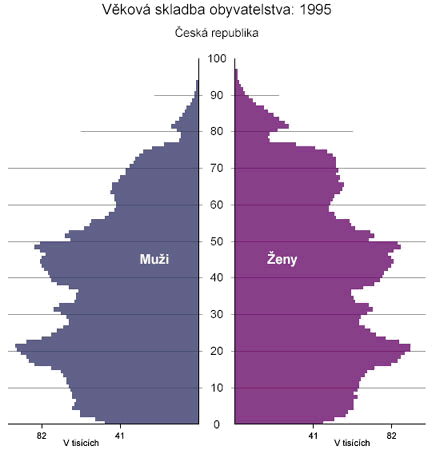 Věková skladba obyvatelstva: 1995
Česká republika
100
90
80
70
60
50
Muži
Ženy
40
30
20
10
0
82
41
41
82
V tisících
V tisících